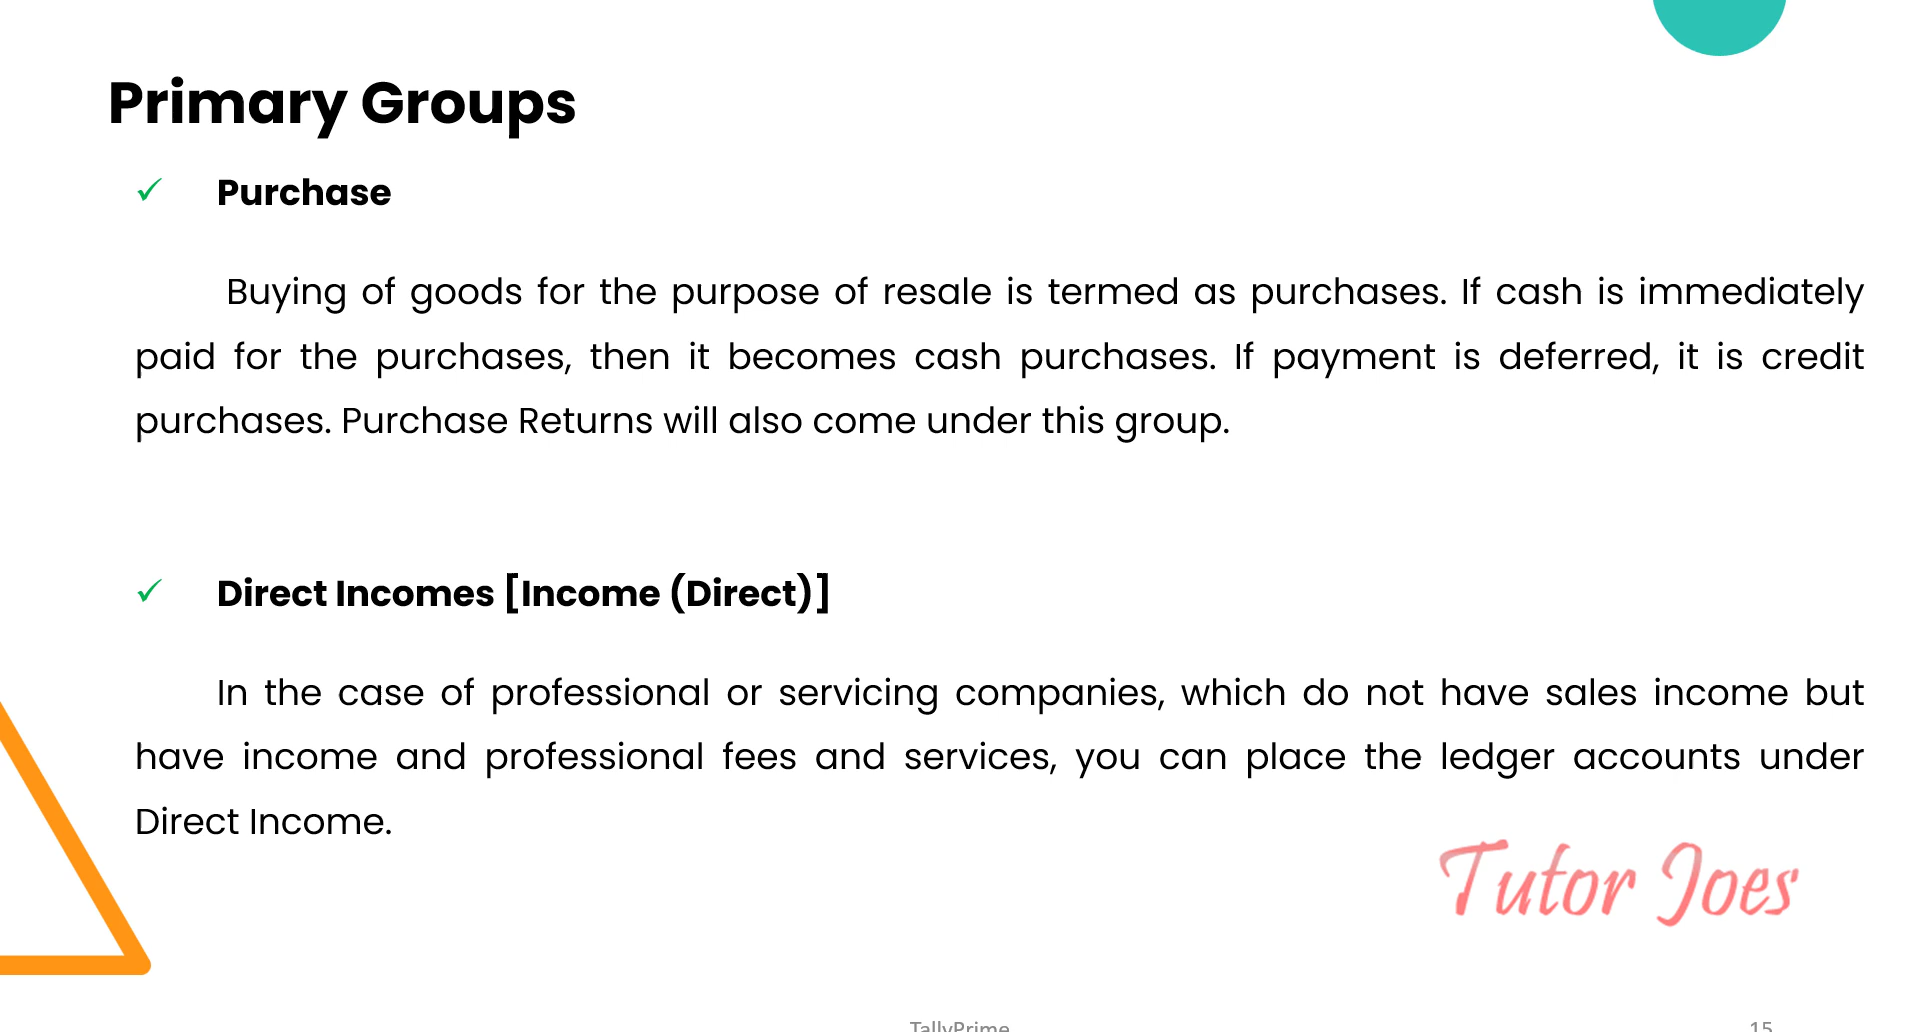 Primary Groups
✓ Purchase
Buying of goods for the purpose of resale is termed as purchases. If cash is immediately
paid for the purchases, then it becomes cash purchases. If payment is deferred, it is credit
purchases. Purchase Returns will also come under this group.
✓ Direct Incomes [Income (Direct)]
In the case of professional or servicing companies, which do not have sales income but
have income and professional fees and services, you can place the ledger accounts under
Direct Income.
Tutor Joes
TallyPrime
15